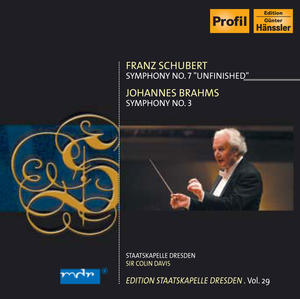 Profil
Edition
Günter
Hänssler
FRANZ SCHUBERT
SYMPHONY NO. 7 "UNFINISHED"
JOHANNES BRAHMS
SYMPHONY NO. 3
STAATSKAPELLE DRESDEN
SIR COLIN DAVIS
mdr
EDITION STAATSKAPELLE DRESDEN . Vol. 29